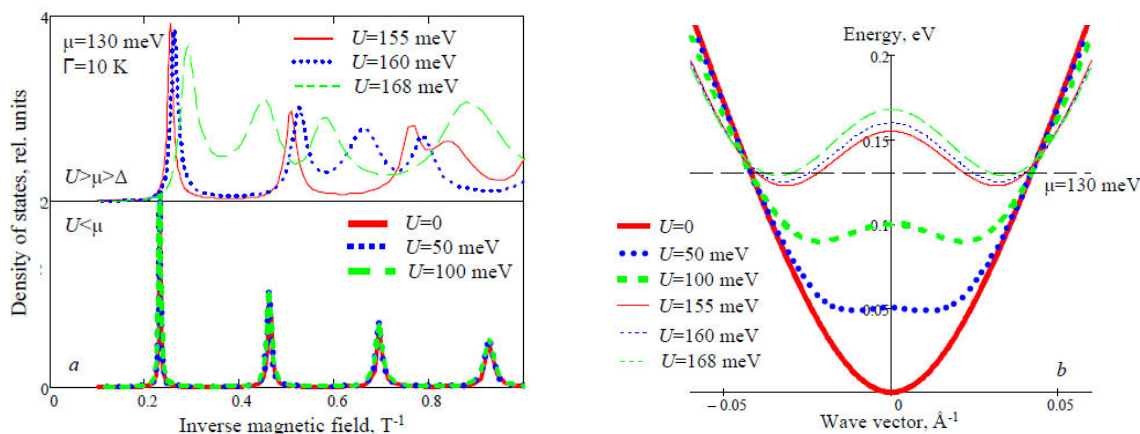 4
μ=130 meV
Γ=10 K
U=155 meV
U=160 meV
U=168 meV
U>μ>Δ
2
U<μ
U=0
U=50 meV
U=100 meV
a
0
0
0.2
0.4
0.6
0.8
Inverse magnetic field, T-1
Density of states, rel. units
Energy, eV
0.2
0.15
μ=130 meV
0.1
0.05
U=0
U=50 meV
U=100 meV
U=155 meV
U=160 meV
U=168 meV
b
−0.05
0
0.05
Wave vector, Å-1